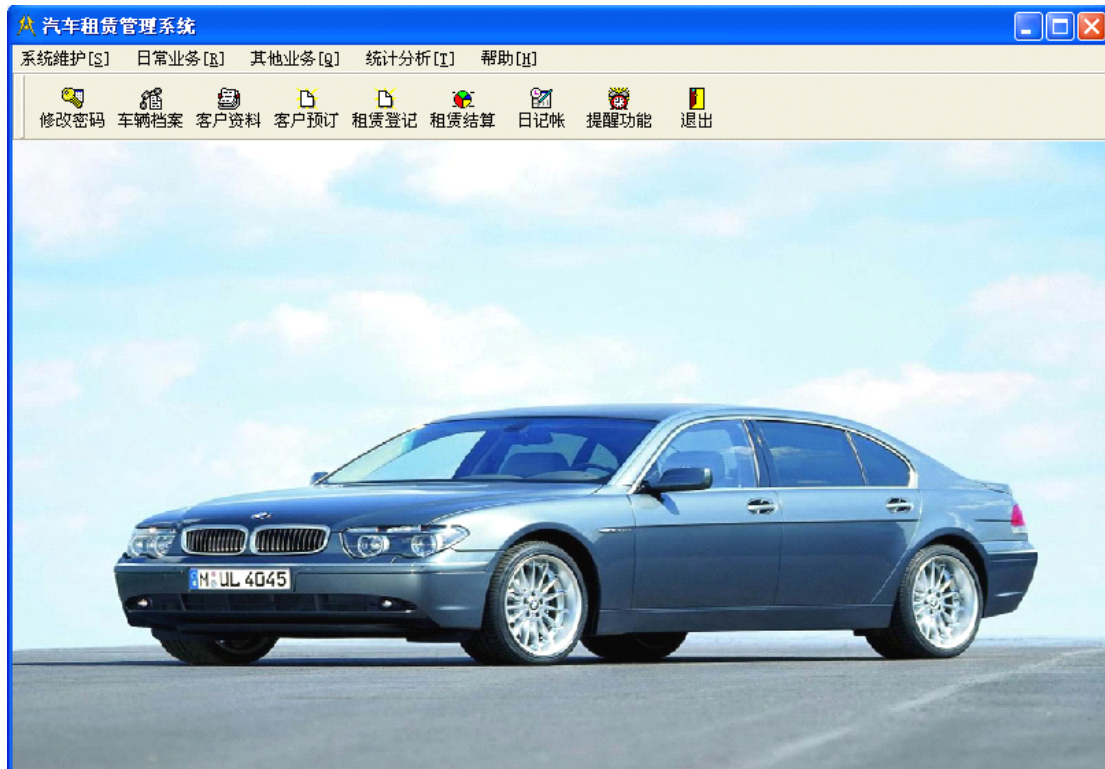 汽车租赁管理系统
系统维护[S] 日常业务[R] 其他业务[Q] 统计分析[T] 帮助[H]
修改密码 车辆档案 客户资料 客户预订 租赁登记 租赁结算 日记帐 提醒功能 退出
M UL 4045